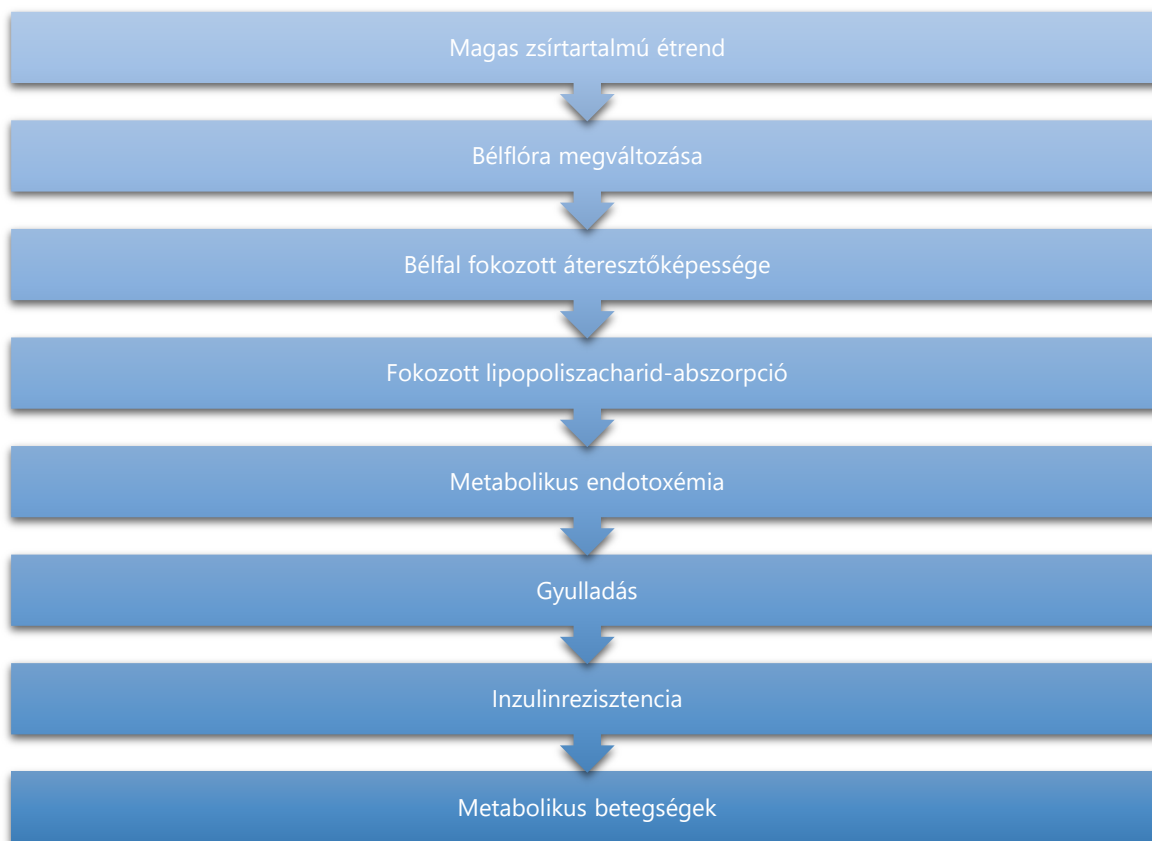 Magas zsírtartalmú étrend
Bélflóra megváltozása
Bélfal fokozott áteresztőképessége
Fokozott lipopoliszacharid-abszorpció
Metabolikus endotoxémia
Gyulladás
Inzulinrezisztencia
Metabolikus betegségek